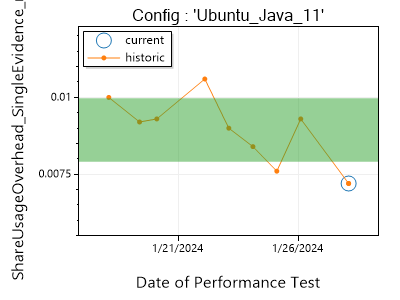 Config : 'Ubuntu_Java_11'
current
historic
ShareUsageOverhead_SingleEvidence_
0.01
0.0075
1/21/2024
1/26/2024
Date of Performance Test